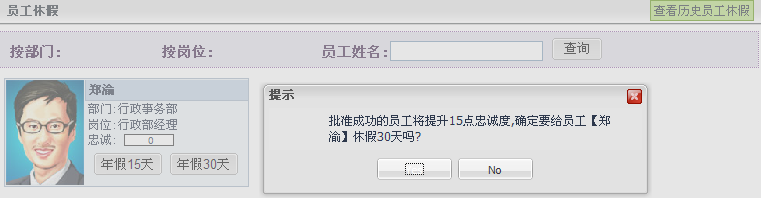 员工休假
查看历史员工休假
按部门：
按岗位：
员工姓名：
查询
郑渝
部门：行政事务部
岗位：行政部经理
忠诚：0
年假15天
年假30天
提示
批准成功的员工将提升15点忠诚度,确定要给员工【郑
渝】休假30天吗?
No